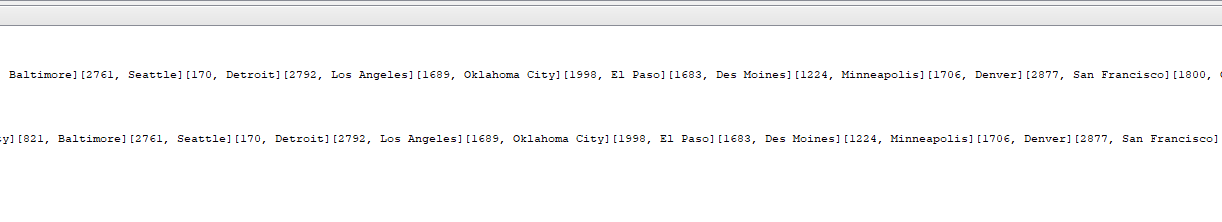 Baltimore][2761, Seattle][170, Detroit][2792, Los Angeles][1689, Oklahoma City][1998, El Paso][1683, Des Moines][1224, Minneapolis][1706, Denver][2877, San Francisco][1800,
y][821, Baltimore][2761, Seattle][170, Detroit][2792, Los Angeles][1689, Oklahoma City][1998, El Paso][1683, Des Moines][1224, Minneapolis][1706, Denver][2877, San Francisco]